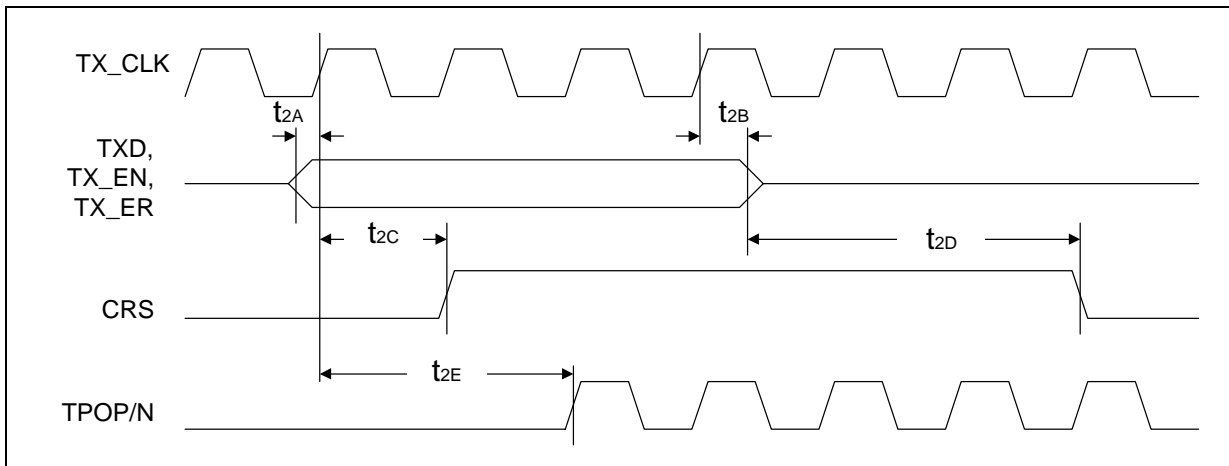 TX_CLK
t2A
t2B
TXD,
TX_EN,
TX_ER
t2C
t2D
CRS
t2E
TPOP/N